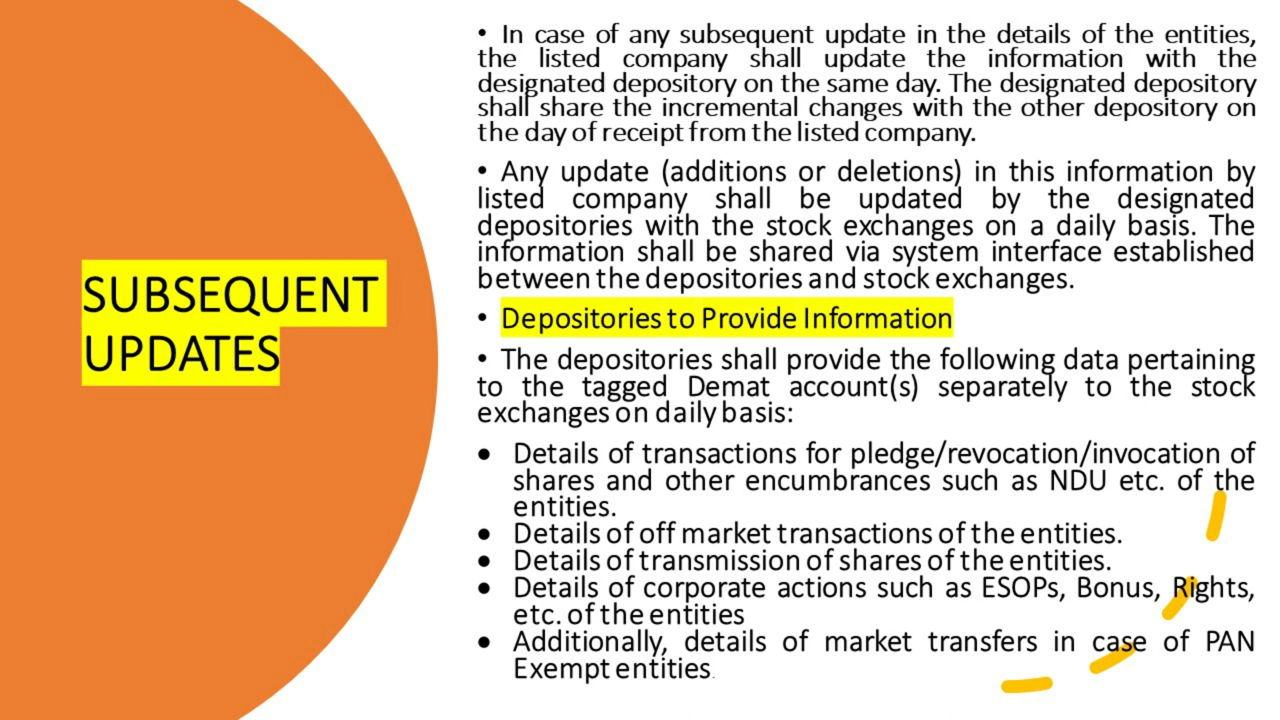 SUBSEQUENT
UPDATES
• In case of any subsequent update in the details of the entities,
the listed company shall update the information with the
designated depository on the same day. The designated depository
shall share the incremental changes with the other depository on
the day of receipt from the listed company.
• Any update (additions or deletions) in this information by
listed company shall be updated by the designated
depositories with the stock exchanges on a daily basis. The
information shall be shared via system interface established
between the depositories and stock exchanges.
• Depositories to Provide Information
• The depositories shall provide the following data pertaining
to the tagged Demat account(s) separately to the stock
exchanges on daily basis:
• Details of transactions for pledge/revocation/invocation of
shares and other encumbrances such as NDU etc. of the
entities.
• Details of off market transactions of the entities.
• Details of transmission of shares of the entities.
• Details of corporate actions such as ESOPs, Bonus, Rights,
etc. of the entities
• Additionally, details of market transfers in case of PAN
Exempt entities.